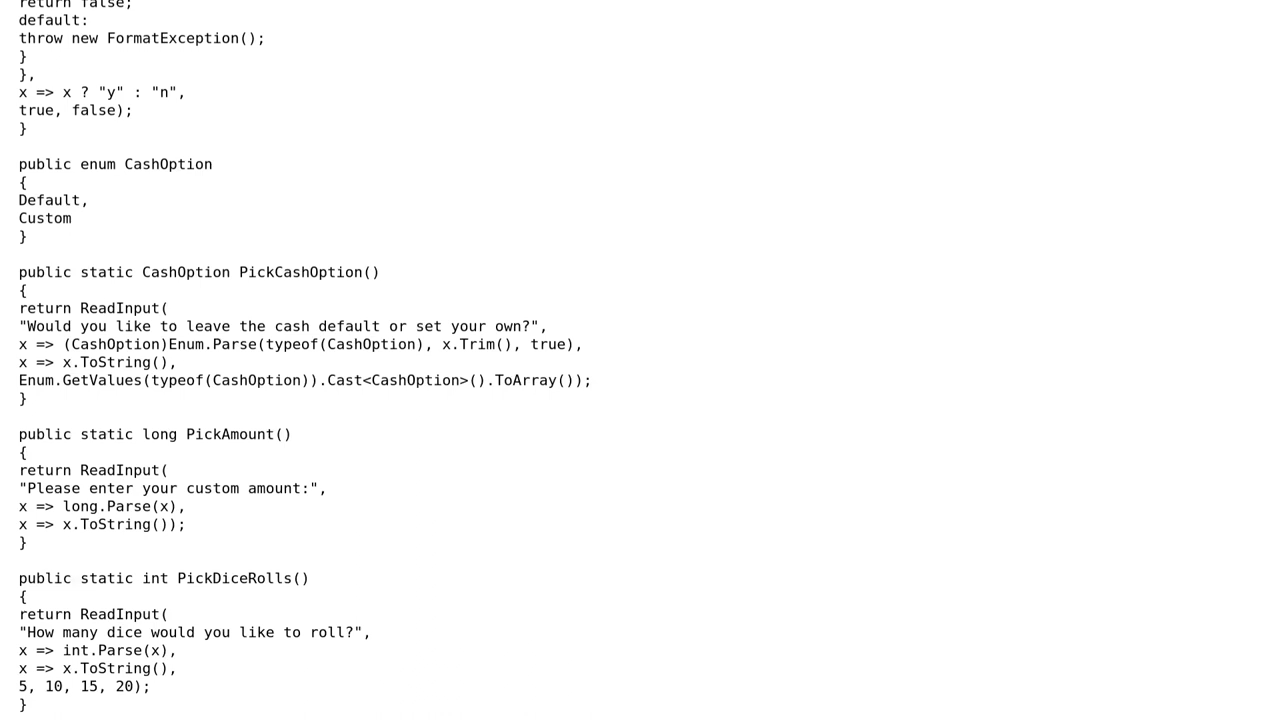 return false;
default:
throw new FormatException();
}
},
x => x ? "y" : "n",
true, false);
}
public enum CashOption
{
Default,
Custom
}
public static CashOption PickCashOption()
{
return ReadInput(
"Would you like to leave the cash default or set your own?",
x => (CashOption)Enum.Parse(typeof(CashOption), x.Trim(), true),
x => x.ToString(),
Enum.GetValues(typeof(CashOption)).Cast<CashOption>().ToArray());
}
public static long PickAmount()
{
return ReadInput(
"Please enter your custom amount:",
x => long.Parse(x),
x => x.ToString());
}
public static int PickDiceRolls()
{
return ReadInput(
"How many dice would you like to roll?",
x => int.Parse(x),
x => x.ToString(),
5, 10, 15, 20);
}